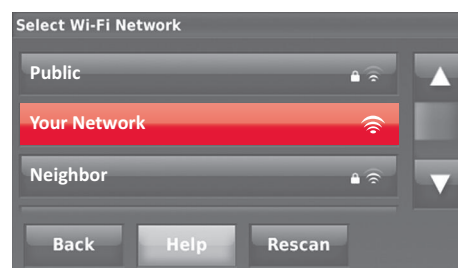 Select Wi-Fi Network
Public
Your Network
Neighbor
Back Help Rescan